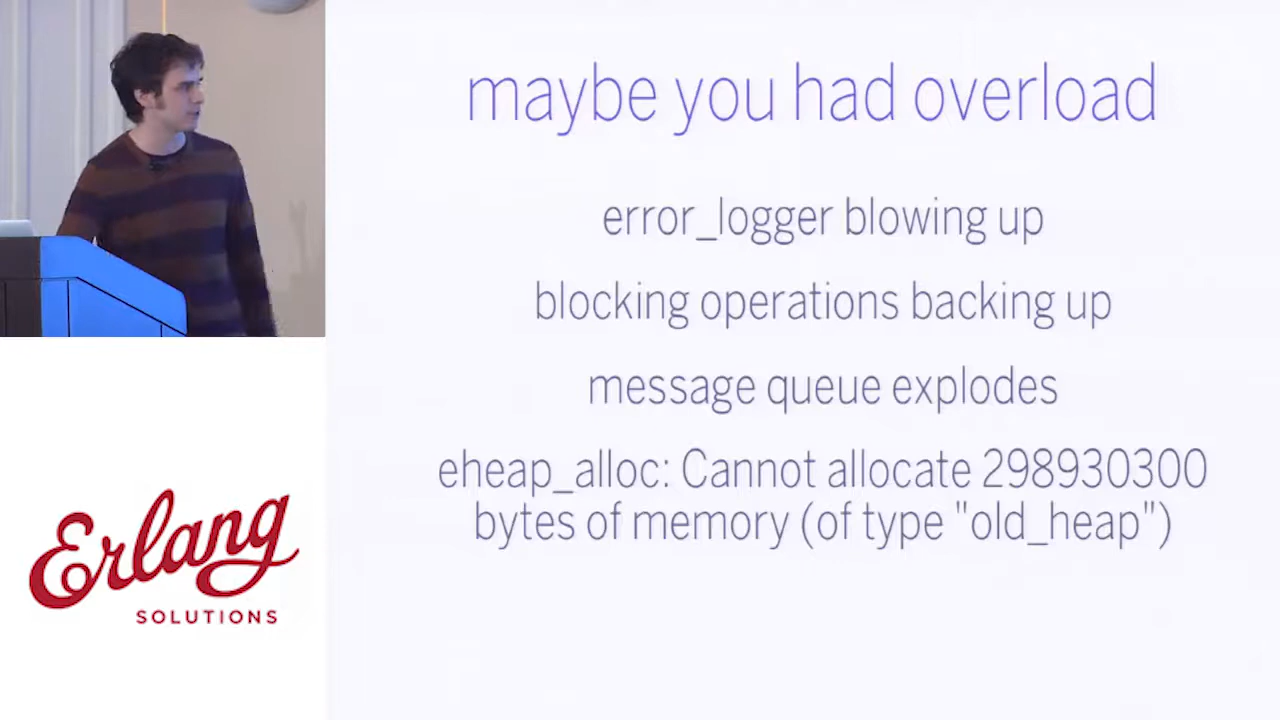 maybe you had overload
error_logger blowing up
blocking operations backing up
message queue explodes
eheap_alloc: Cannot allocate 298930300
bytes of memory (of type "old_heap")
Erlang
SOLUTIONS